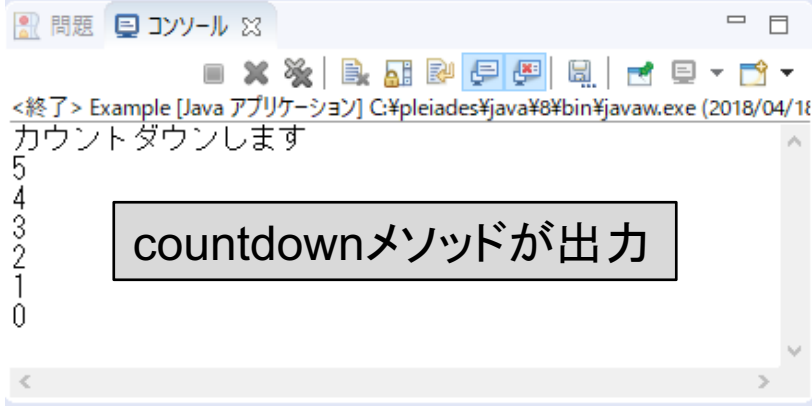 問題 コンソール
<終了> Example [Java アプリケーション] C:¥pleiades¥java¥8¥bin¥javaw.exe (2018/04/18
カウントダウンします
5
4
3
2
1
0
countdownメソッドが出力